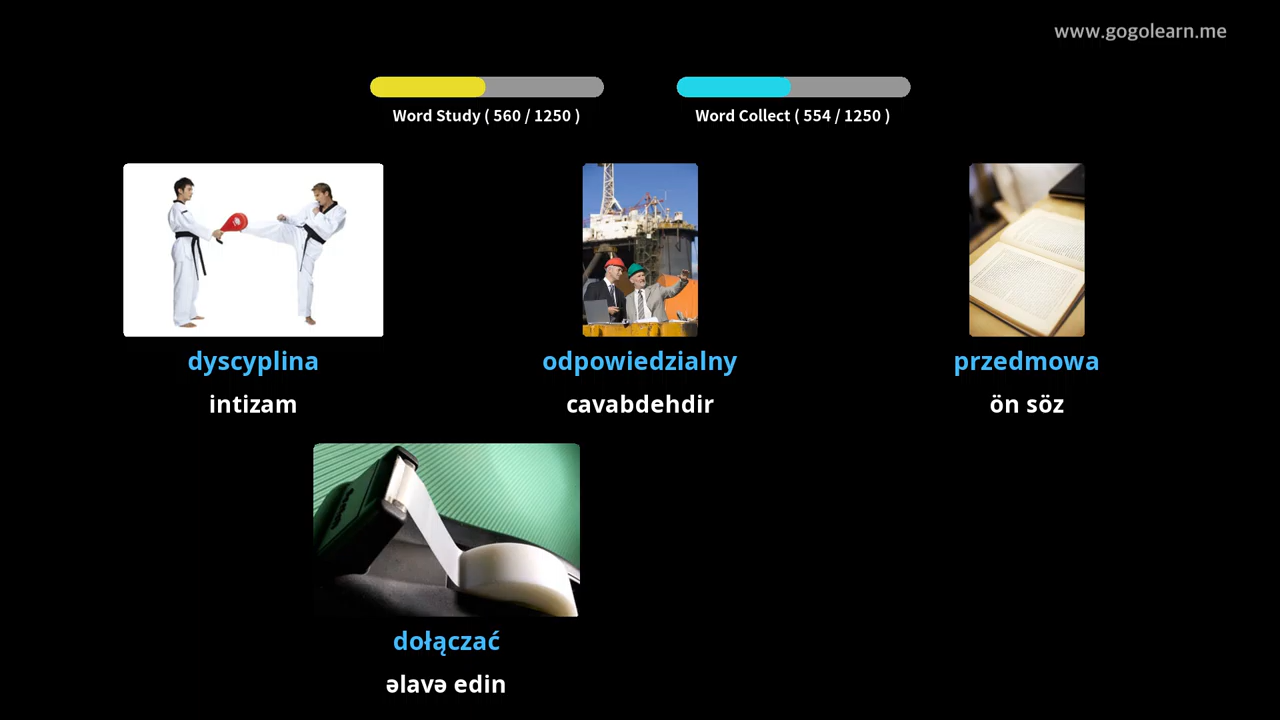 www.gogolearn.me
Word Study ( 560 / 1250 )
Word Collect ( 554 / 1250 )
dyscyplina
intizam
odpowiedzialny
cavabdehdir
przedmowa
ön söz
dołączać
əlavə edin